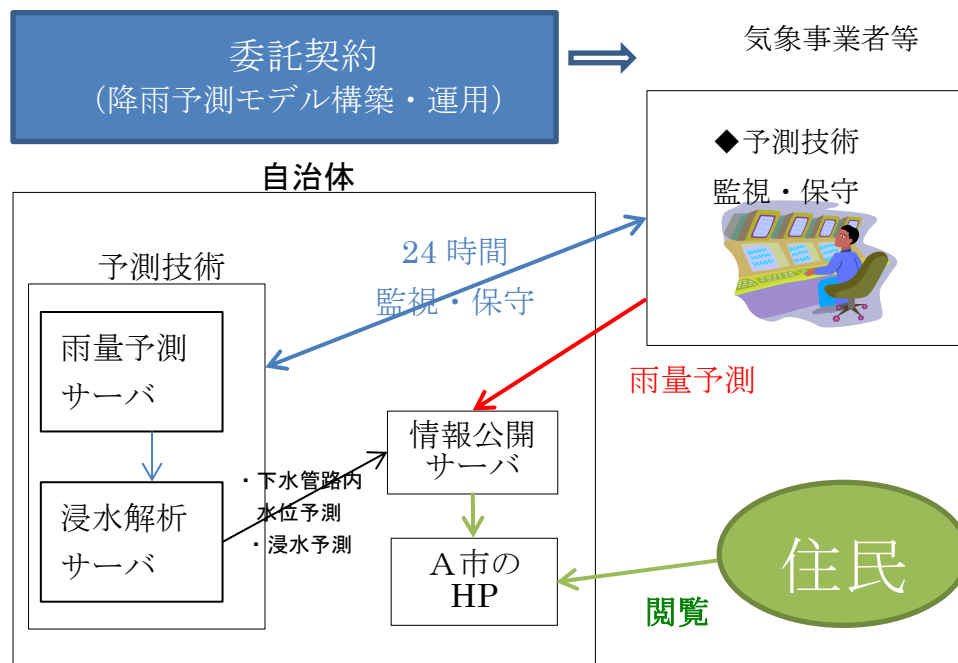 委託契約
（降雨予測モデル構築・運用）
気象事業者等
◆予測技術
監視・保守
自治体
24 時間
監視・保守
予測技術
雨量予測
サーバ
雨量予測
情報公開
サーバ
・下水管路内
水位予測
・浸水予測
浸水解析
サーバ
A市の
HP
住民
閲覧